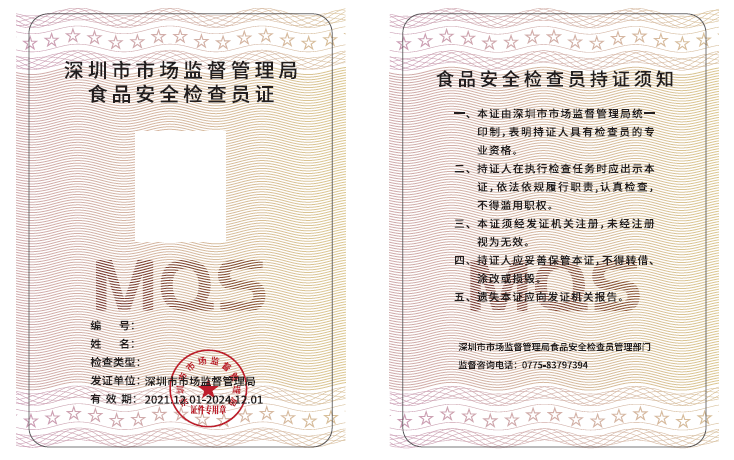 深圳市市场监督管理局
食品安全检查员证
MQS
编 号：
姓 名：
检查类型：
发证单位：深圳市市场监督管理局
有 效 期：2021.12.01-2024.12.01
深圳市市场监督管理局
证件专用章
食品安全检查员持证须知
一、本证由深圳市市场监督管理局统一
印制,表明持证人具有检查员的专
业资格。
二、持证人在执行检查任务时应出示本
证,依法依规履行职责,认真检查,
不得滥用职权。
三、本证须经发证机关注册,未经注册
视为无效。
四、持证人应妥善保管本证,不得转借、
涂改或损毁。
五、遗失本证应向发证机关报告。
MQS
深圳市市场监督管理局食品安全检查员管理部门
监督咨询电话：0775-83797394